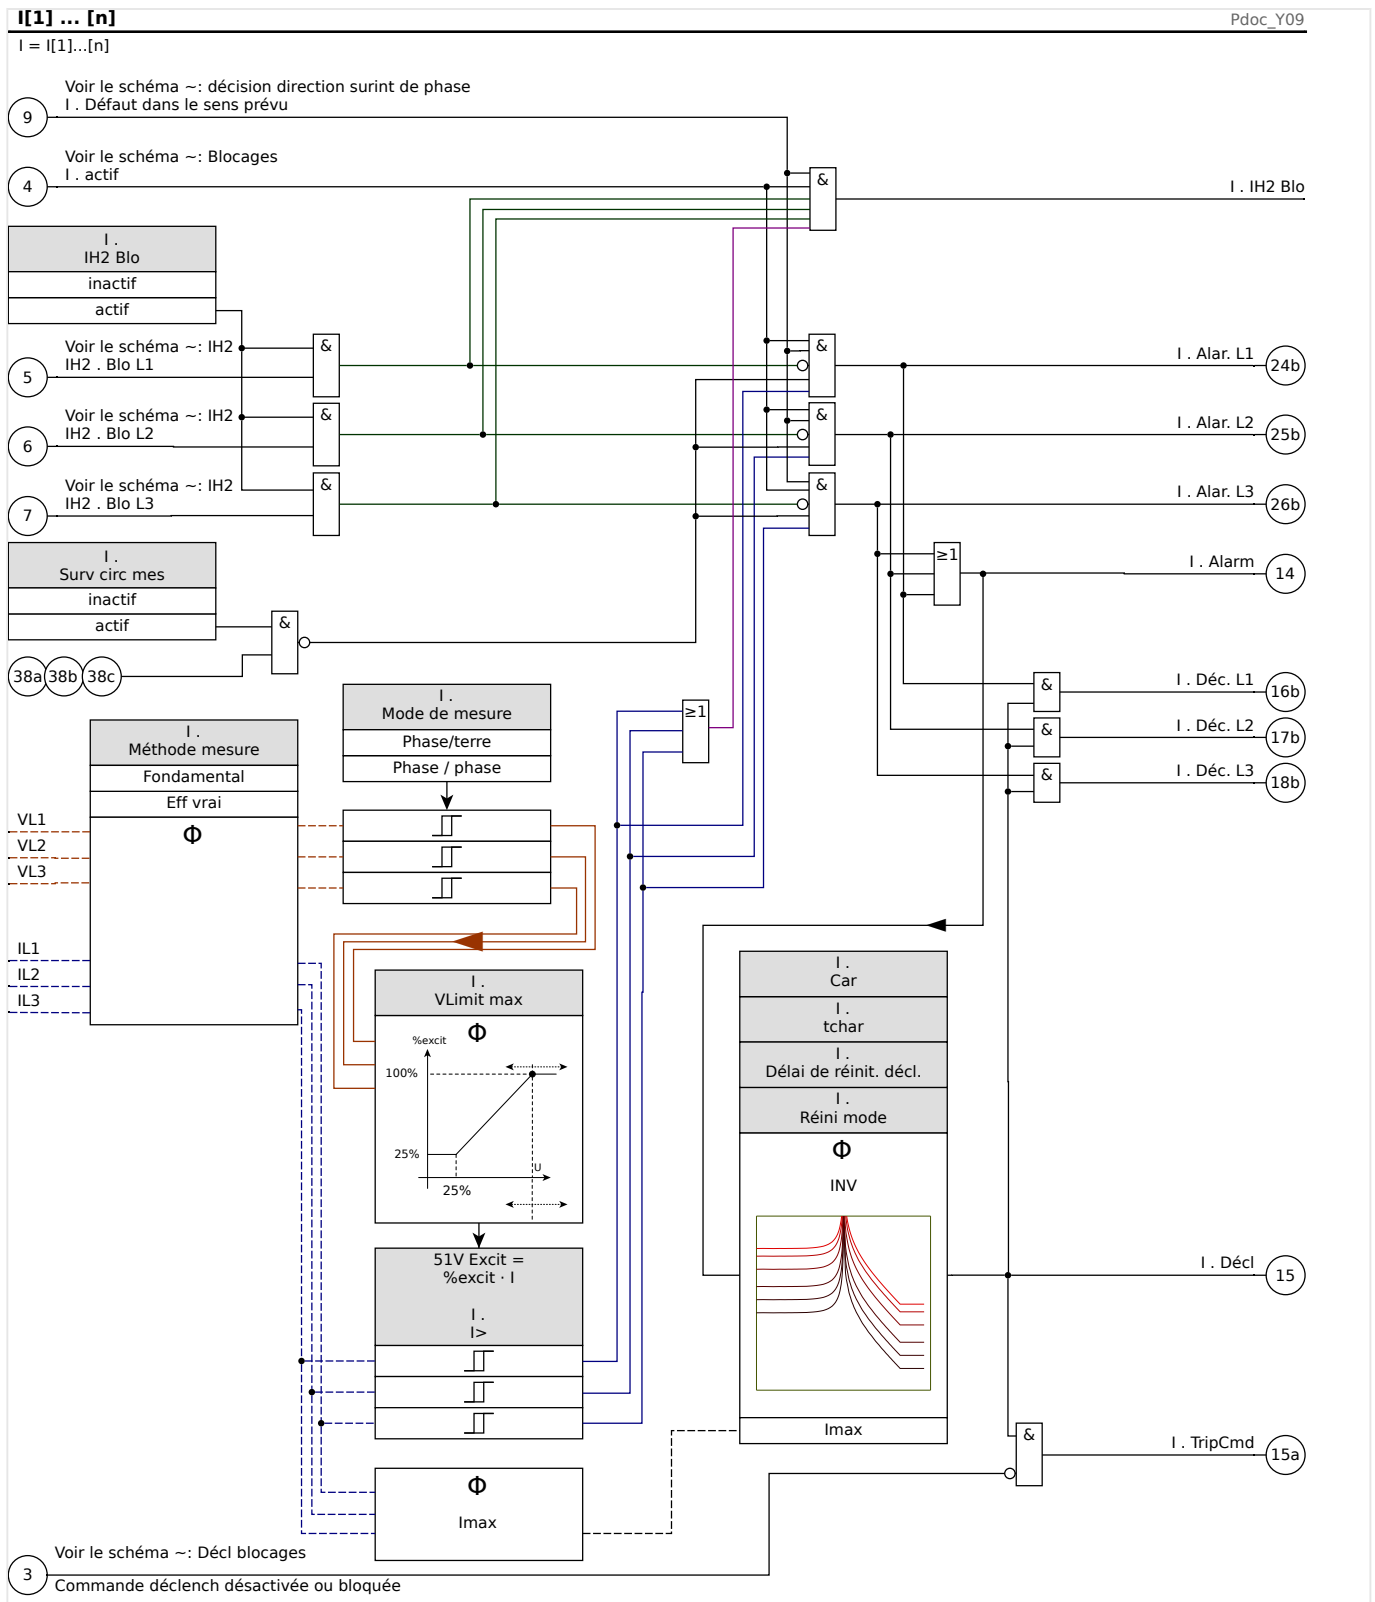 I[1] ... [n]
Pdoc_Y09
I = I[1]...[n]
Voir le schéma ~: décision direction surint de phase
I . Défaut dans le sens prévu
9
Voir le schéma ~: Blocages
I . actif
4
&
I . IH2 Blo
I .
IH2 Blo
inactif
actif
Voir le schéma ~: IH2
IH2 . Blo L1
5
&
&
I . Alar. L1
24b
Voir le schéma ~: IH2
IH2 . Blo L2
6
&
&
I . Alar. L2
25b
Voir le schéma ~: IH2
IH2 . Blo L3
7
&
&
I . Alar. L3
26b
I .
Surv circ mes
inactif
actif
&
≥1
I . Alarm
14
38a
38b
38c
I .
Mode de mesure
Phase/terre
Phase / phase
≥1
&
I . Déc. L1
16b
&
I . Déc. L2
17b
&
I . Déc. L3
18b
I .
Méthode mesure
Fondamental
Eff vrai
Φ
VL1
VL2
VL3
IL1
IL2
IL3
I .
VLimit max
Φ
%excit
100%
25%
25%
U
I .
Car
I .
tchar
I .
Délai de réinit. décl.
I .
Réini mode
Φ
INV
Imax
51V Excit =
%excit · I
I .
I>
I . Décl
15
&
I . TripCmd
15a
Φ
Imax
Voir le schéma ~: Décl blocages
3
Commande déclench désactivée ou bloquée